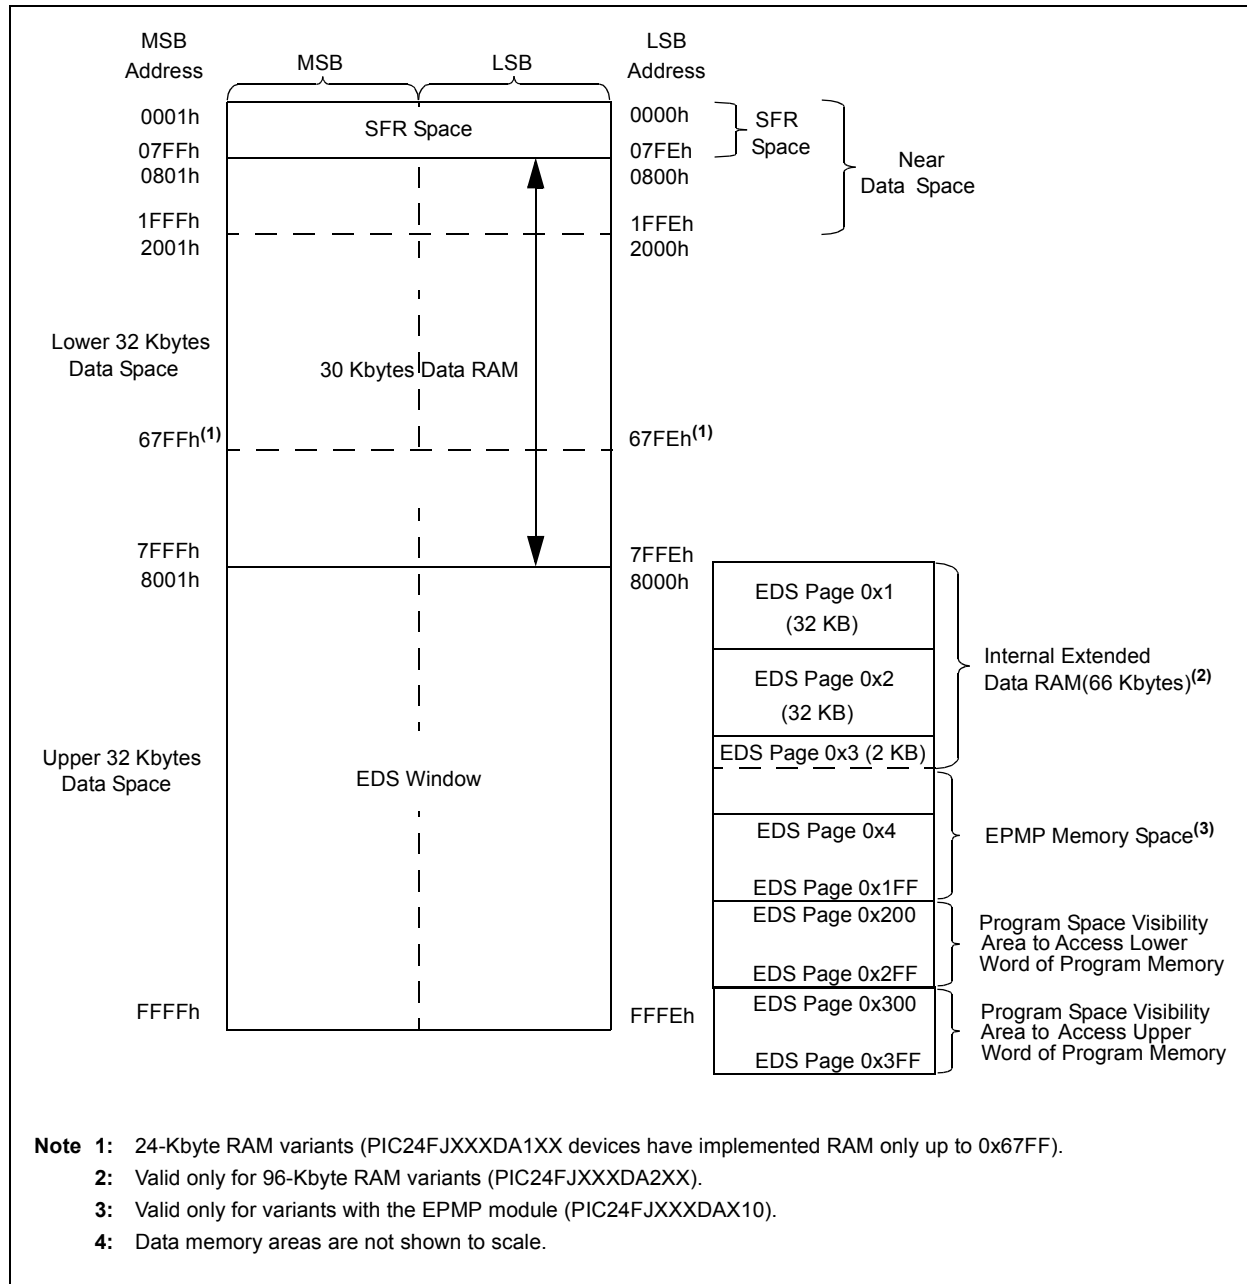 MSB
Address
MSB
LSB
LSB
Address
0001h
SFR Space
0000h
SFR
Space
07FFh
07FEh
0801h
0800h
Near
Data Space
1FFFh
1FFEh
2001h
2000h
Lower 32 Kbytes
Data Space
30 Kbytes Data RAM
67FFh(1)
67FEh(1)
7FFFh
7FFEh
8001h
8000h
EDS Page 0x1
(32 KB)
EDS Page 0x2
(32 KB)
EDS Page 0x3 (2 KB)
Internal Extended
Data RAM(66 Kbytes)(2)
Upper 32 Kbytes
Data Space
EDS Window
EDS Page 0x4
EDS Page 0x1FF
EPMP Memory Space(3)
EDS Page 0x200
EDS Page 0x2FF
Program Space Visibility
Area to Access Lower
Word of Program Memory
FFFFh
FFFEh
EDS Page 0x300
EDS Page 0x3FF
Program Space Visibility
Area to Access Upper
Word of Program Memory
Note 1: 24-Kbyte RAM variants (PIC24FJXXXDA1XX devices have implemented RAM only up to 0x67FF).
2: Valid only for 96-Kbyte RAM variants (PIC24FJXXXDA2XX).
3: Valid only for variants with the EPMP module (PIC24FJXXXDAX10).
4: Data memory areas are not shown to scale.